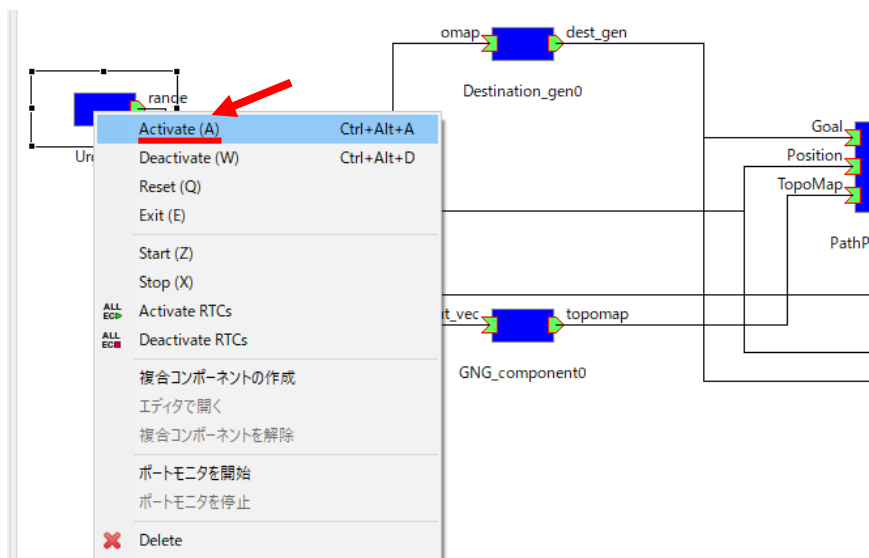 omap
dest_gen
Destination_gen0
range
Activate (A) Ctrl+Alt+A
Deactivate (W) Ctrl+Alt+D
Reset (Q)
Exit (E)
Start (Z)
Stop (X)
ALL EC Activate RTCs
ALL EC Deactivate RTCs
複合コンポーネントの作成
エディタで開く
複合コンポーネントを解除
ポートモニタを開始
ポートモニタを停止
Delete
Goal
Position
TopoMap
PathP
t_vec
topomap
GNG_component0